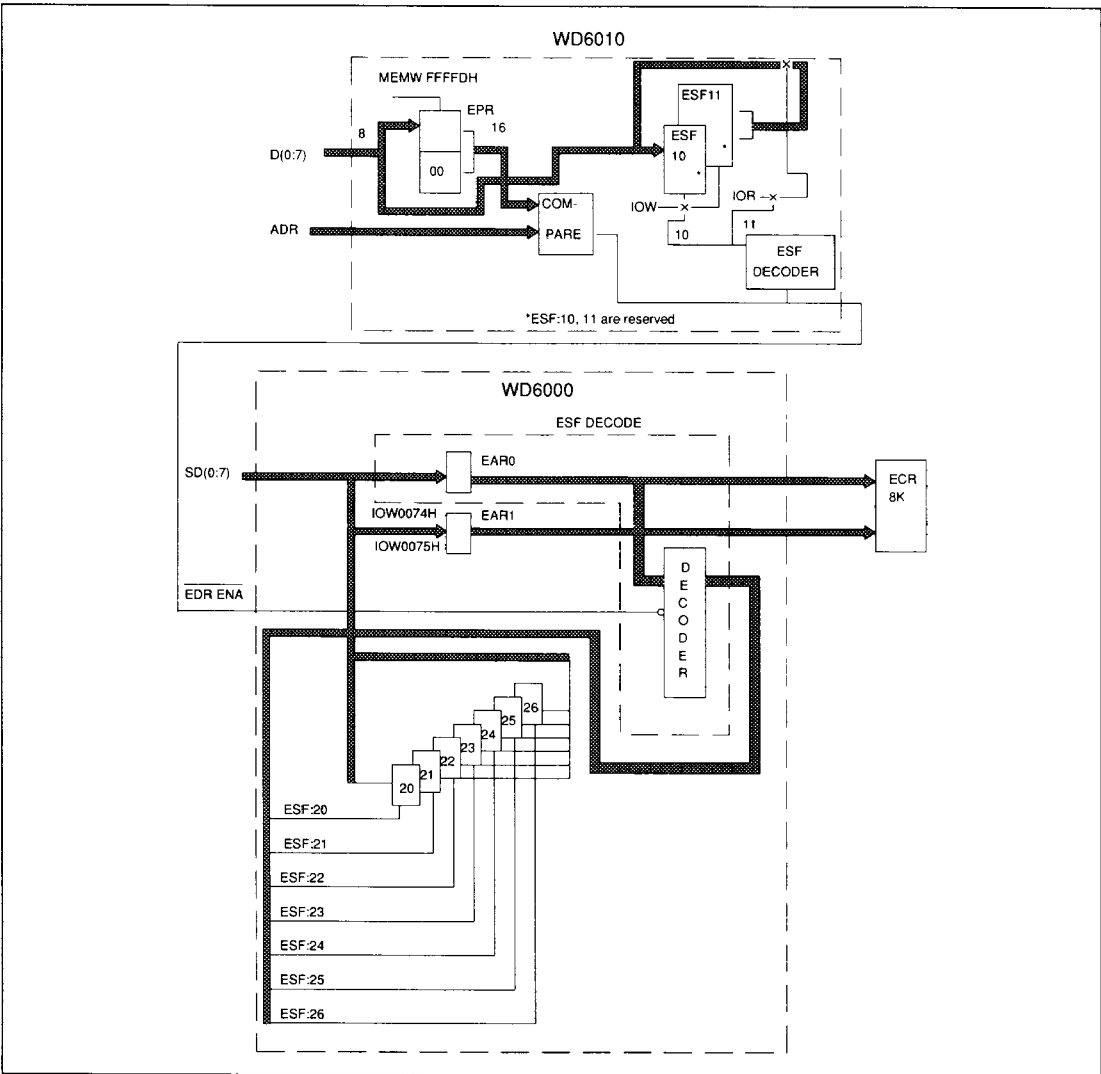 WD6010
MEMW FFFFDH
EPR
8
16
D(0:7)
00
ESF11
*
ESF
10
*
COM-
PARE
IOW
IOR
ADR
10
11
ESF
DECODER
*ESF:10, 11 are reserved
WD6000
ESF DECODE
SD(0:7)
EAR0
ECR
8K
IOW0074H
EAR1
IOW0075H
EDR ENA
DECODER
26
25
24
23
22
21
20
ESF:20
ESF:21
ESF:22
ESF:23
ESF:24
ESF:25
ESF:26